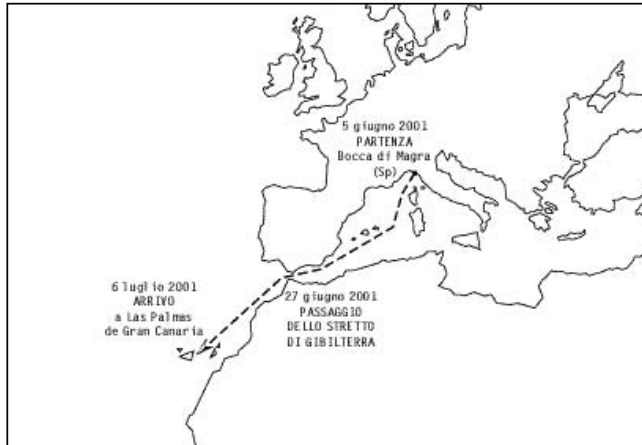 5 giugno 2001
PARTENZA
Bocca di Magra
(Sp)
6 luglio 2001
ARRIVO
a Las Palmas
de Gran Canaria
27 giugno 2001
PASSAGGIO
DELLO STRETTO
DI GIBILTERRA